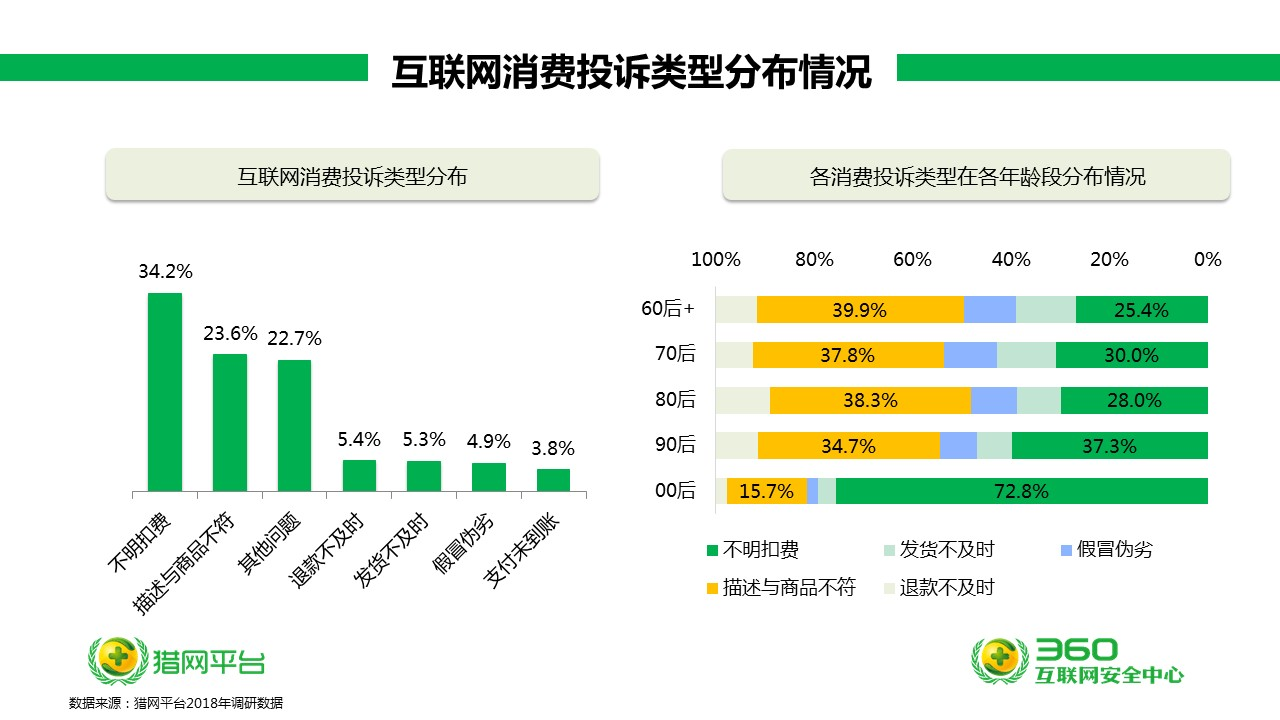 互联网消费投诉类型分布情况
互联网消费投诉类型分布
34.2%
23.6%
22.7%
5.4%
5.3%
4.9%
3.8%
不明扣费
描述与商品不符
其他问题
退款不及时
发货不及时
假冒伪劣
支付未到账
各消费投诉类型在各年龄段分布情况
100% 80% 60% 40% 20% 0%
60后+ 39.9% 25.4%
70后 37.8% 30.0%
80后 38.3% 28.0%
90后 34.7% 37.3%
00后 15.7% 72.8%
不明扣费 发货不及时 假冒伪劣
描述与商品不符 退款不及时
猎网平台
360
互联网安全中心
数据来源：猎网平台2018年调研数据